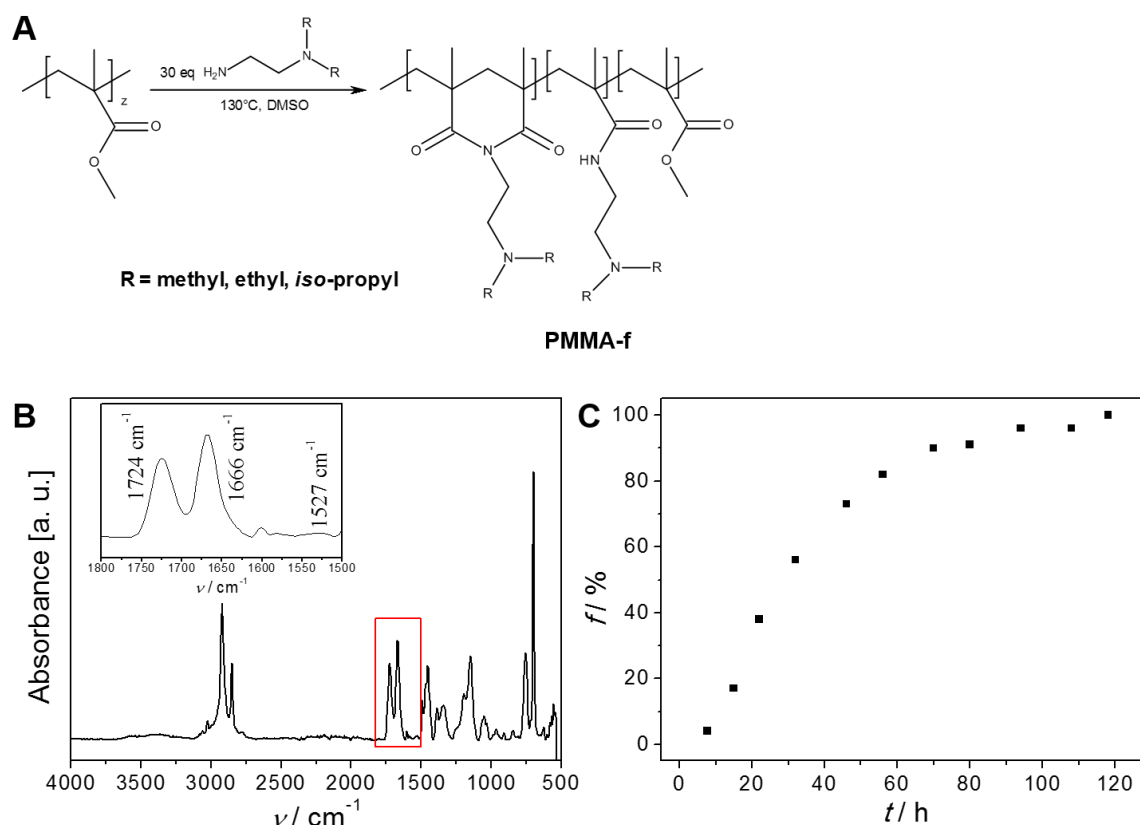 A
z
O
O
30 eq
H₂N
N
R
R
130°C, DMSO
O
N
O
N
R
R
HN
O
N
R
R
O
O
R = methyl, ethyl, iso-propyl
PMMA-f
B
Absorbance [a. u.]
1724 cm⁻¹
1666 cm⁻¹
1527 cm⁻¹
1800 1750 1700 1650 1600 1550 1500
ν / cm⁻¹
4000 3500 3000 2500 2000 1500 1000 500
ν / cm⁻¹
C
f / %
100
80
60
40
20
0
0 20 40 60 80 100 120
t / h